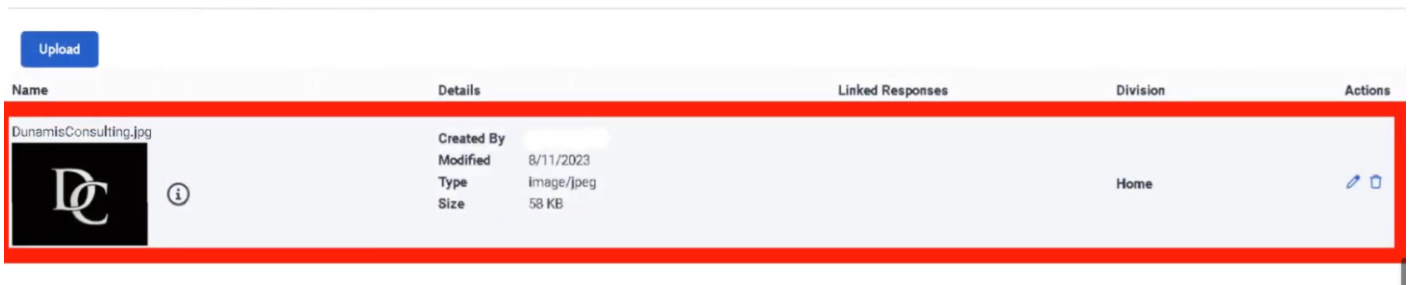 Upload
Name Details Linked Responses Division Actions
DunamisConsulting.jpg
DC
Created By
Modified 8/11/2023
Type image/jpeg
Size 58 KB
Home